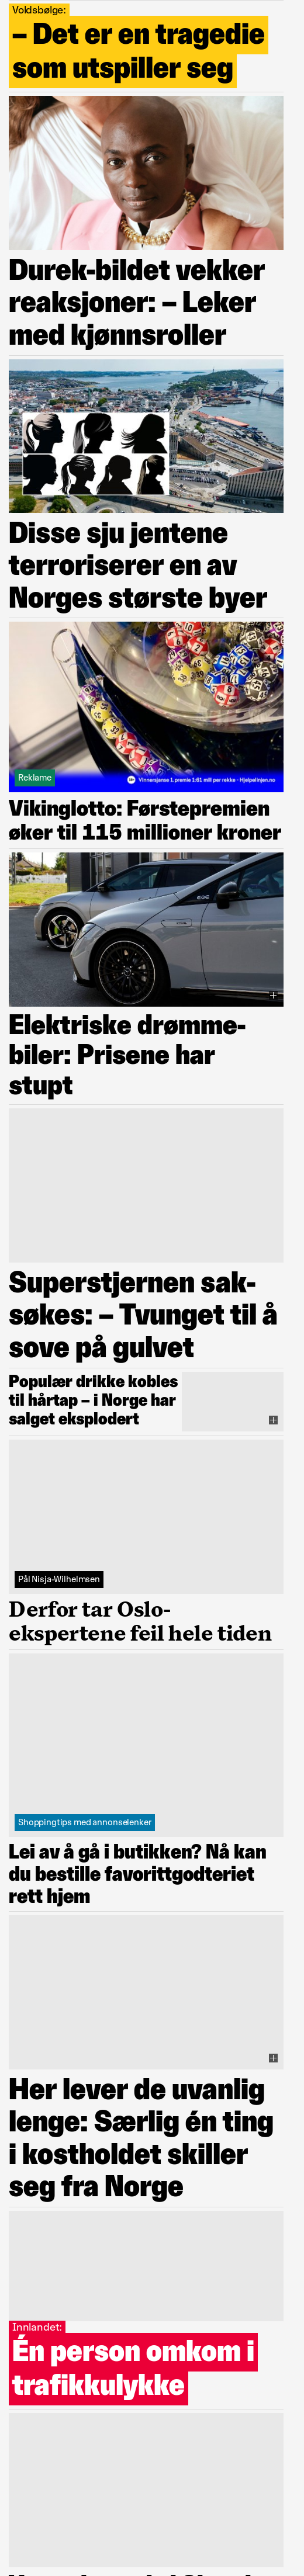 Voldsbølge:
– Det er en tragedie
som utspiller seg
Durek-bildet vekker
reaksjoner: – Leker
med kjønnsroller
Disse sju jentene
terroriserer en av
Norges største byer
Reklame
Vinnersjanse 1.premie 1:61 mill per rekke - Hjelpelinjen.no
Vikinglotto: Førstepremien
øker til 115 millioner kroner
Elektriske drømme-
biler: Prisene har
stupt
Superstjernen sak-
søkes: – Tvunget til å
sove på gulvet
Populær drikke kobles
til hårtap – i Norge har
salget eksplodert
Pål Nisja-Wilhelmsen
Derfor tar Oslo-
ekspertene feil hele tiden
Shoppingtips med annonselenker
Lei av å gå i butikken? Nå kan
du bestille favorittgodteriet
rett hjem
Her lever de uvanlig
lenge: Særlig én ting
i kostholdet skiller
seg fra Norge
Innlandet:
Én person omkom i
trafikkulykke